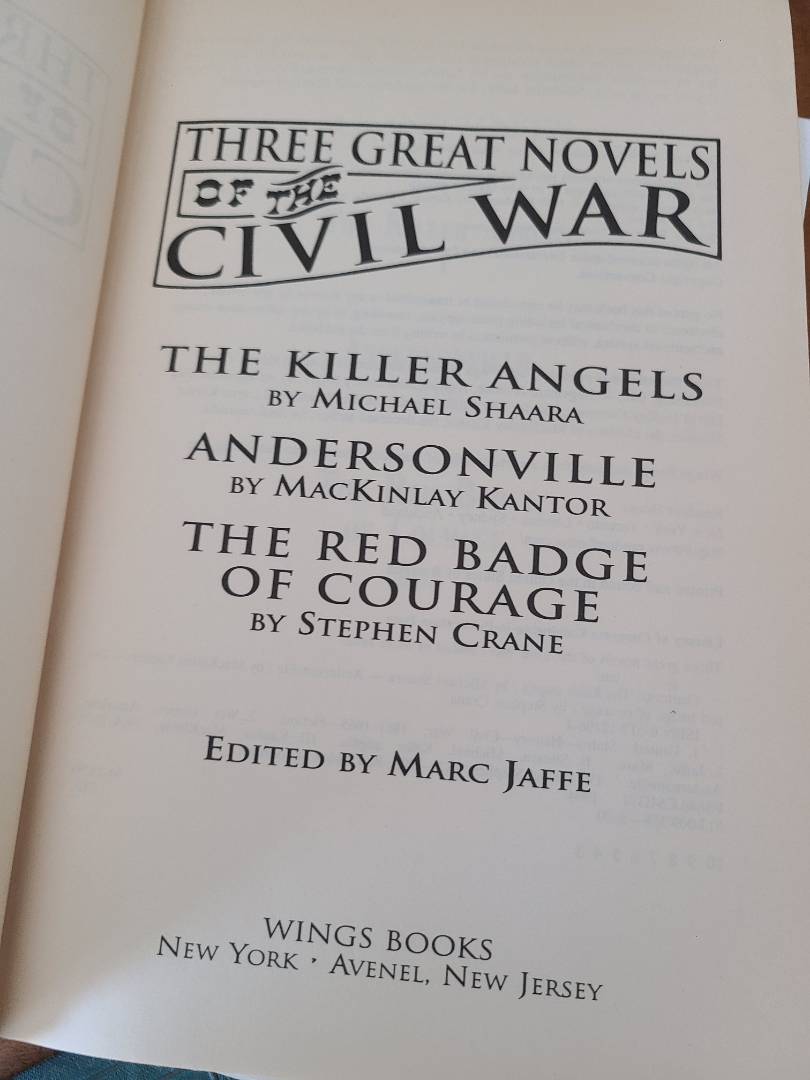 THREE GREAT NOVELS
OF THE
CIVIL WAR
THE KILLER ANGELS
BY MICHAEL SHAARA
ANDERSONVILLE
BY MACKINLAY KANTOR
THE RED BADGE
OF COURAGE
BY STEPHEN CRANE
EDITED BY MARC JAFFE
WINGS BOOKS
NEW YORK • AVENEL, NEW JERSEY